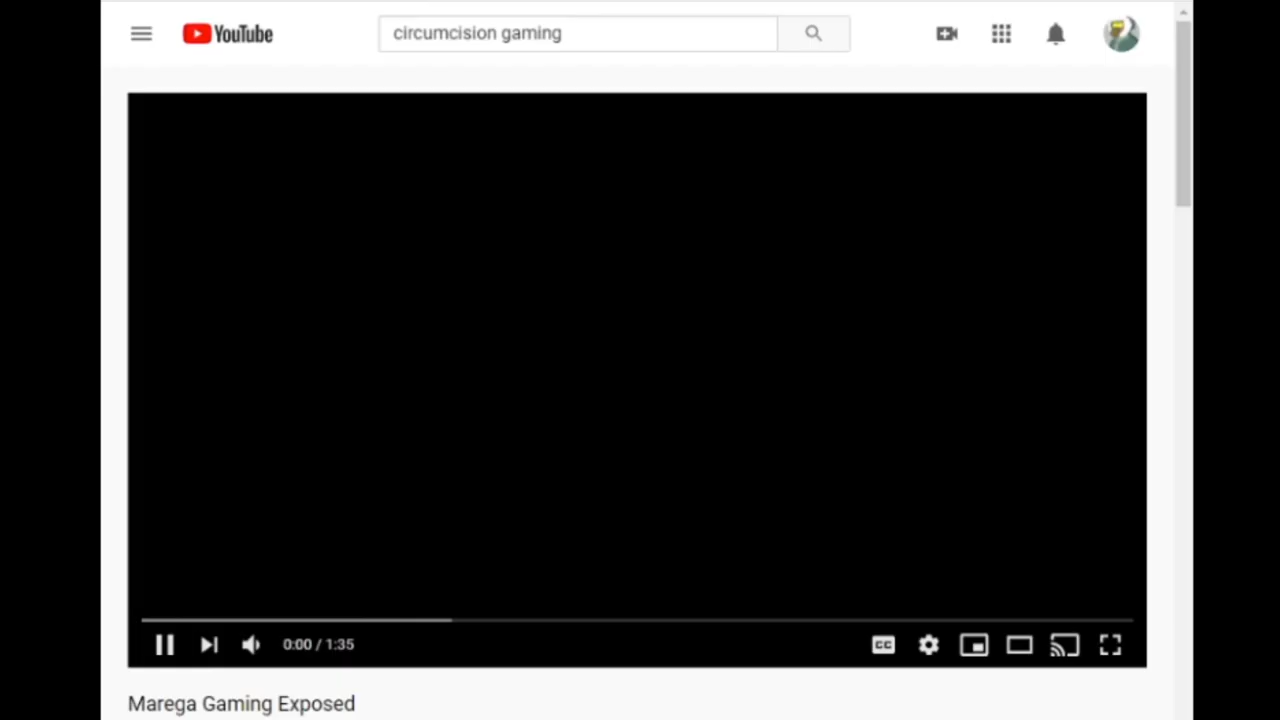 YouTube
circumcision gaming
0:00 / 1:35
CC
Marega Gaming Exposed